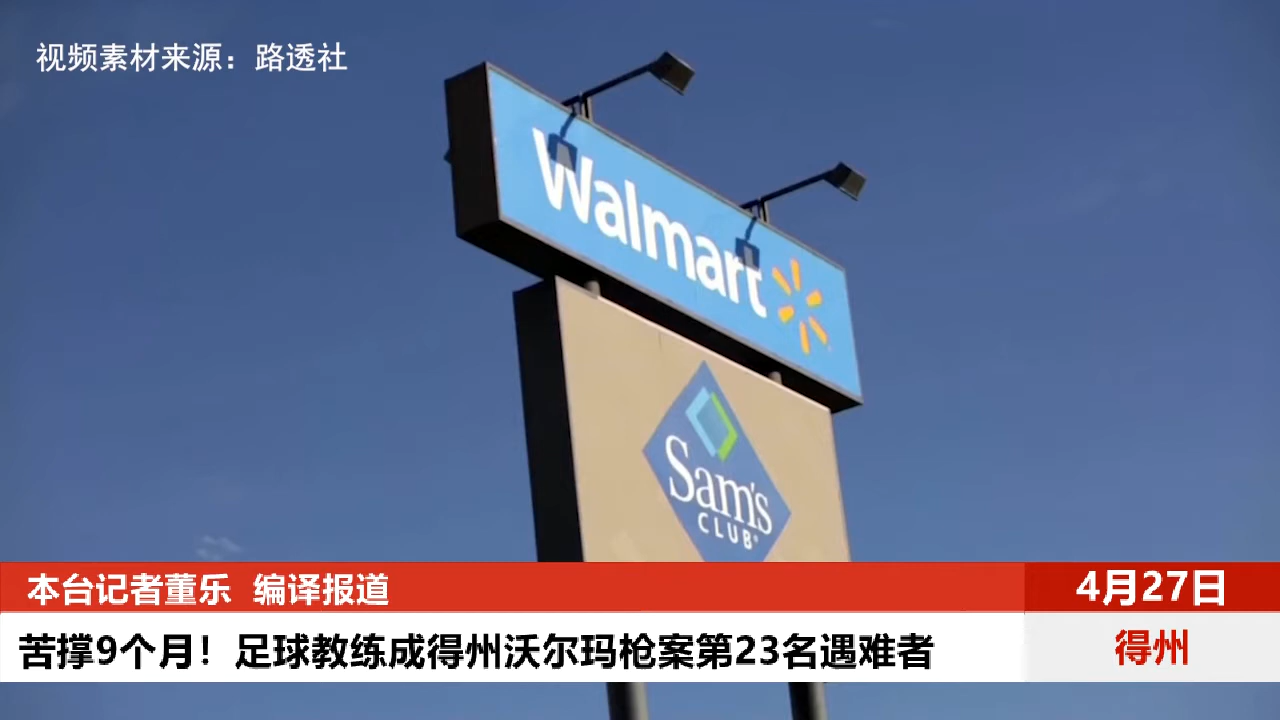 视频素材来源：路透社
Walmart
Sam's
CLUB®
本台记者董乐 编译报道
4月27日
苦撑9个月！足球教练成得州沃尔玛枪案第23名遇难者
得州